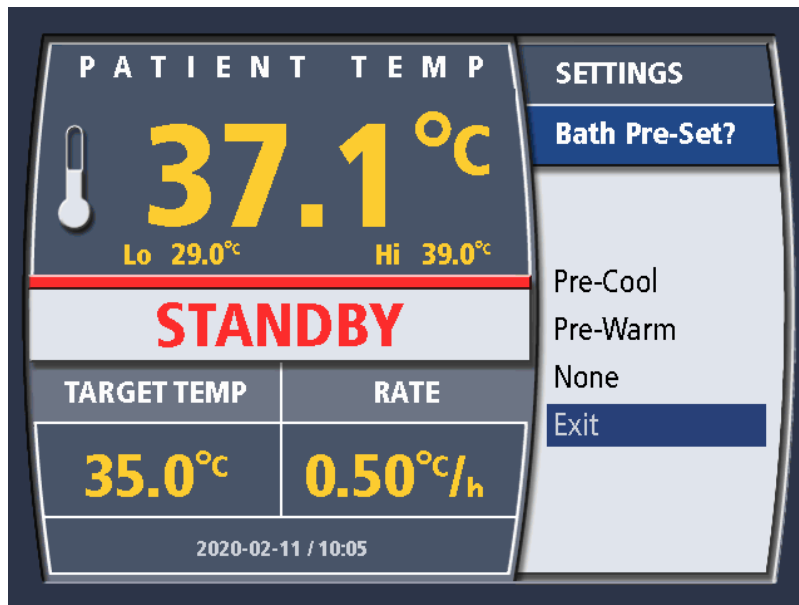 PATIENT TEMP
37.1°C
Lo 29.0°C Hi 39.0°C
STANDBY
TARGET TEMP RATE
35.0°C 0.50°C/h
2020-02-11 / 10:05
SETTINGS
Bath Pre-Set?
Pre-Cool
Pre-Warm
None
Exit